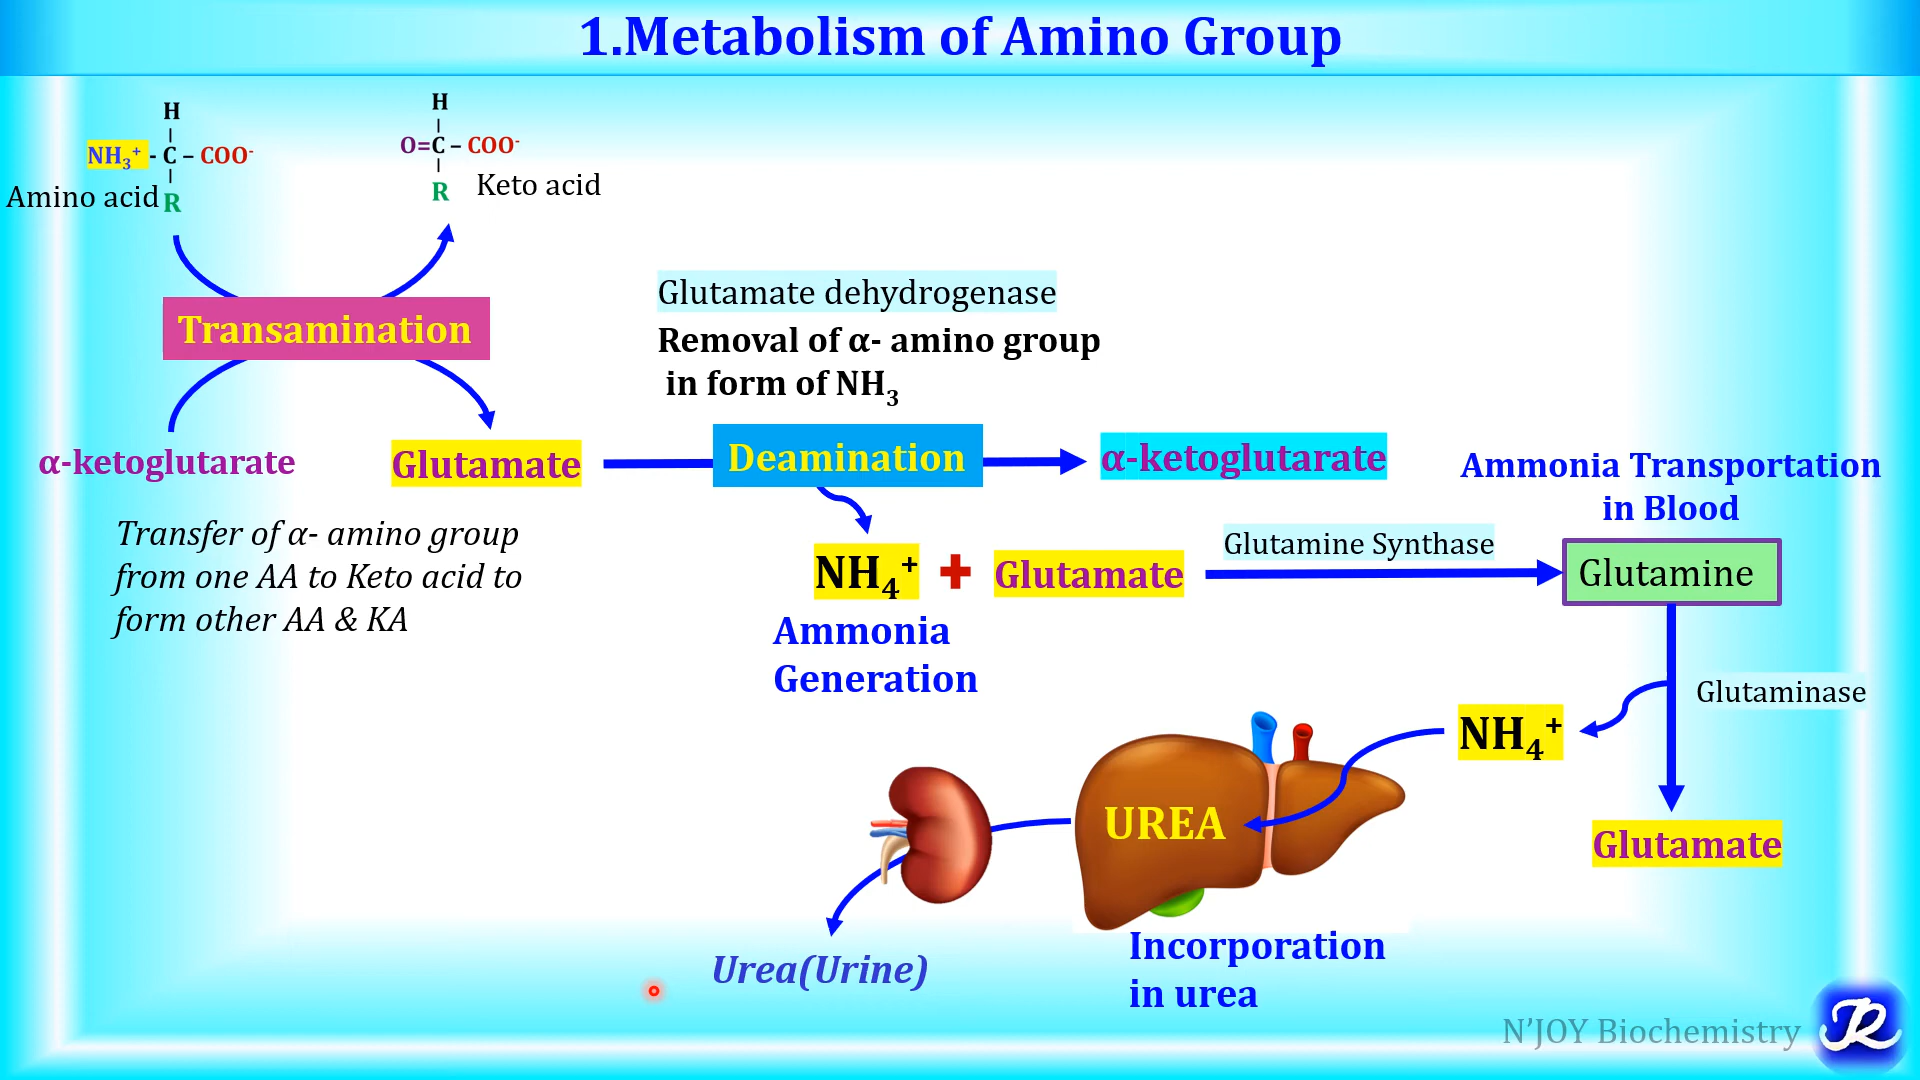 1.Metabolism of Amino Group
H
NH₃⁺ - C – COO⁻
Amino acid R
H
O=C – COO⁻
R Keto acid
Transamination
α-ketoglutarate
Glutamate
Transfer of α- amino group
from one AA to Keto acid to
form other AA & KA
Glutamate dehydrogenase
Removal of α- amino group
in form of NH₃
Deamination
α-ketoglutarate
NH₄⁺ + Glutamate
Ammonia
Generation
Glutamine Synthase
Ammonia Transportation
in Blood
Glutamine
Glutaminase
NH₄⁺
Glutamate
UREA
Incorporation
in urea
Urea(Urine)
N’JOY Biochemistry
JR